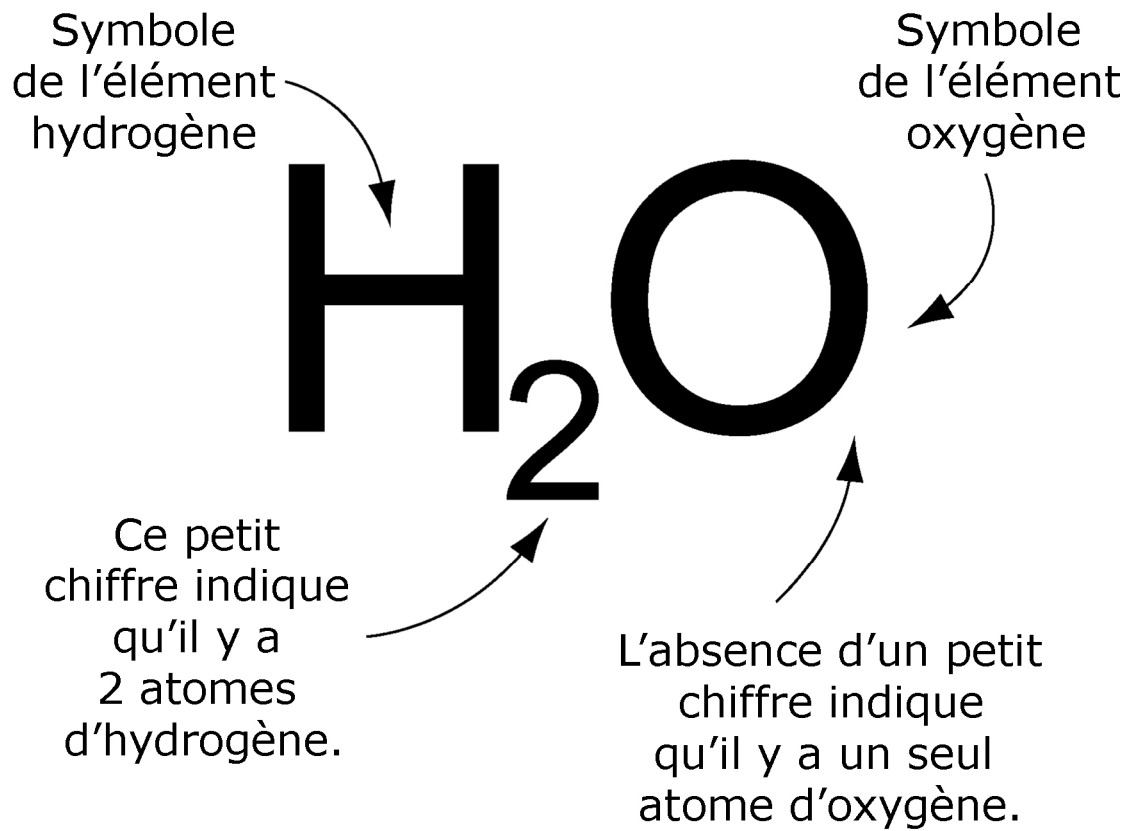 Symbole
de l'élément
hydrogène
Symbole
de l'élément
oxygène
H₂O
Ce petit
chiffre indique
qu'il y a
2 atomes
d'hydrogène.
L'absence d'un petit
chiffre indique
qu'il y a un seul
atome d'oxygène.